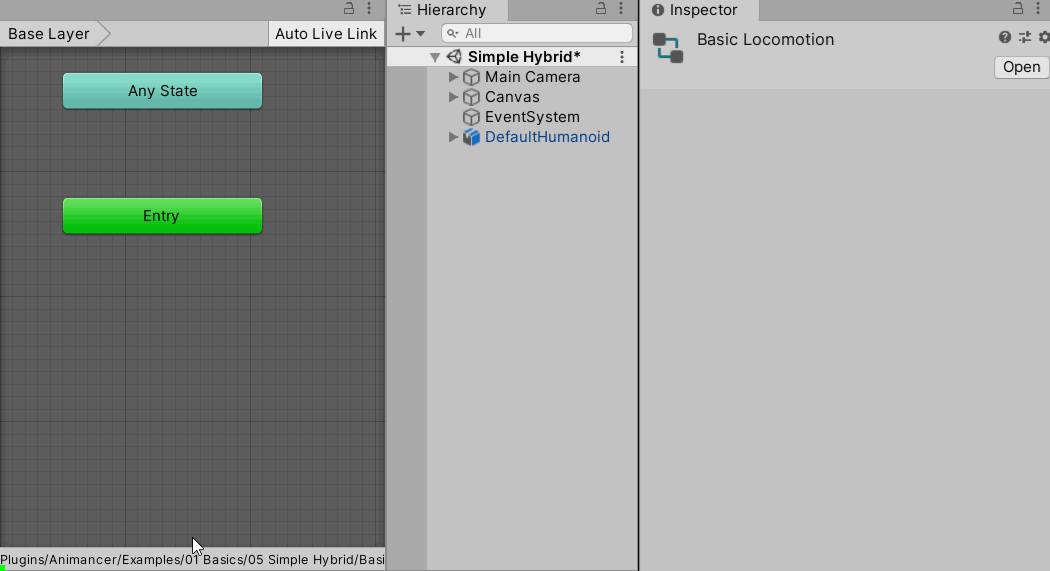 Base Layer
Auto Live Link
Any State
Entry
Plugins/Animancer/Examples/01 Basics/05 Simple Hybrid/Basi
Hierarchy
All
Simple Hybrid*
Main Camera
Canvas
EventSystem
DefaultHumanoid
Inspector
Basic Locomotion
Open